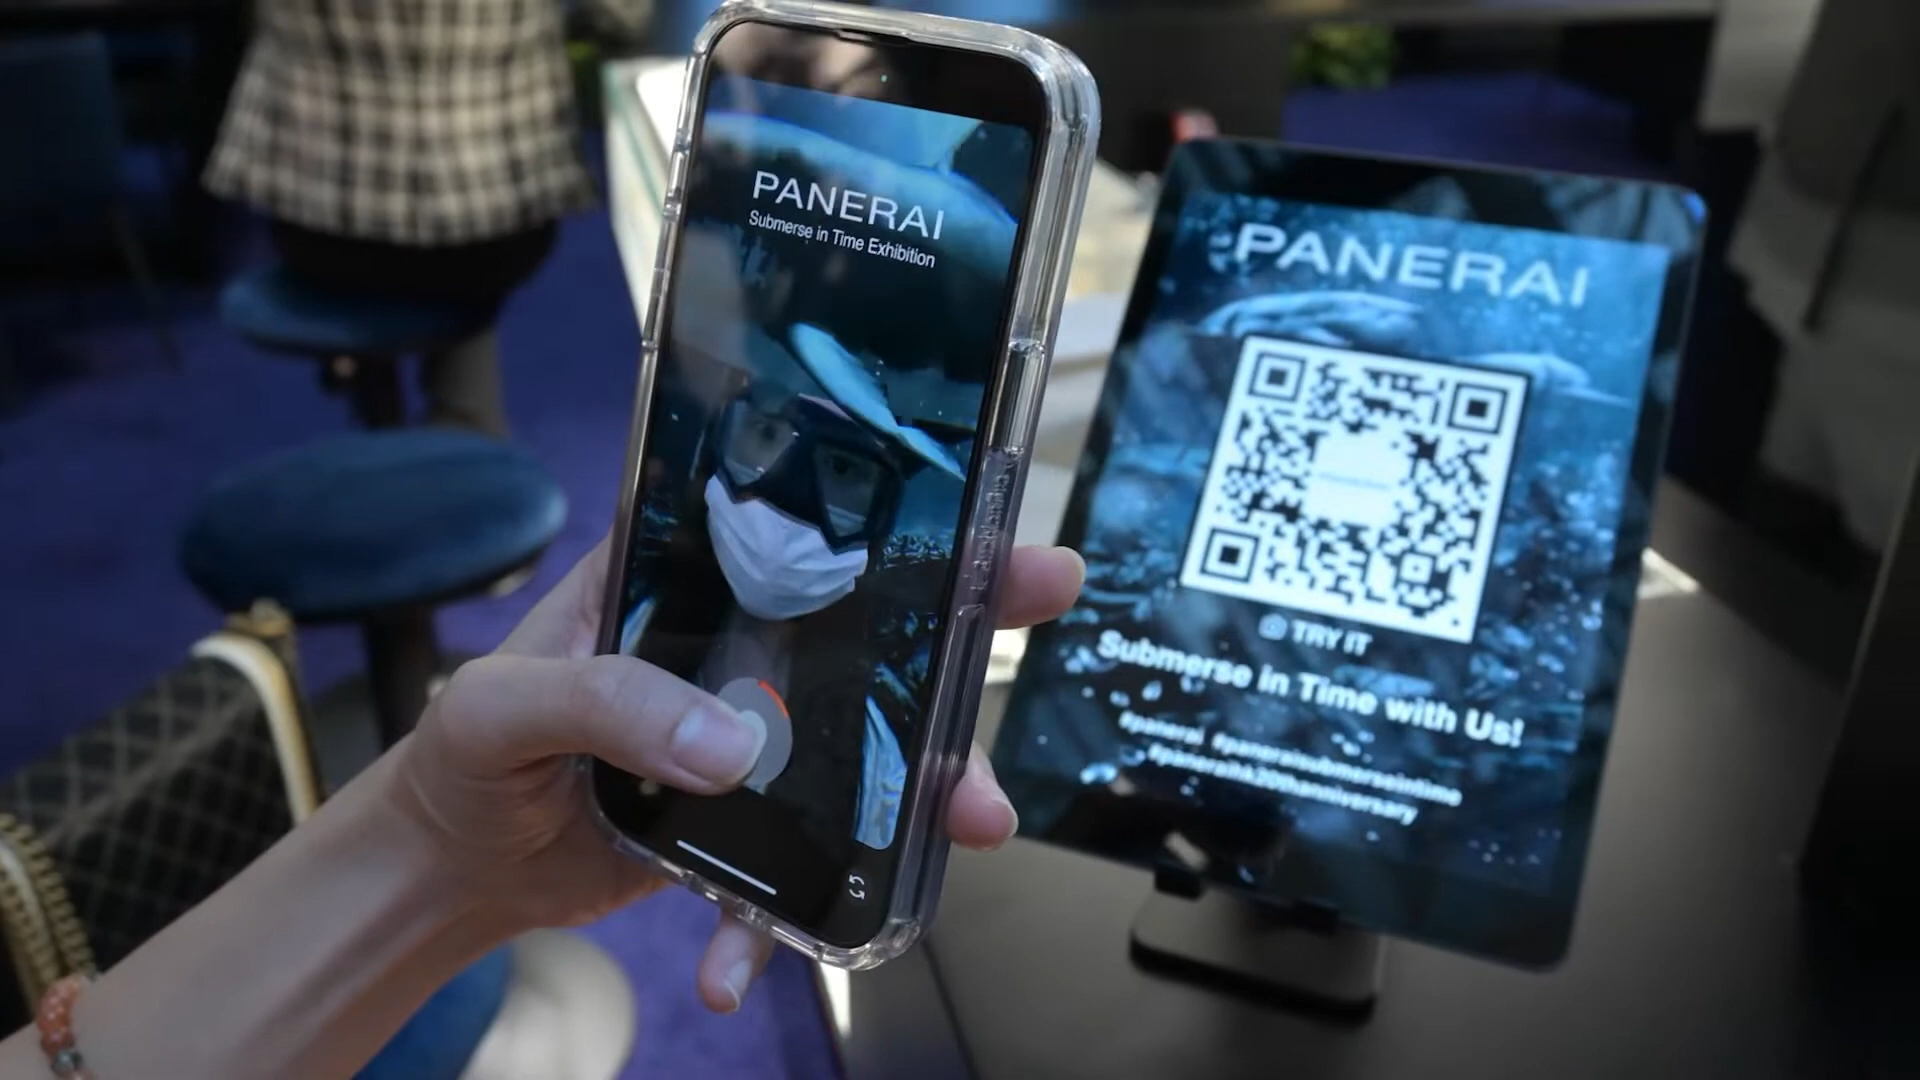 PANERAI
Submerse in Time Exhibition
PANERAI
TRY IT
Submerse in Time with Us!
#panerai #paneraisubmerseintime
#paneraihk20thanniversary